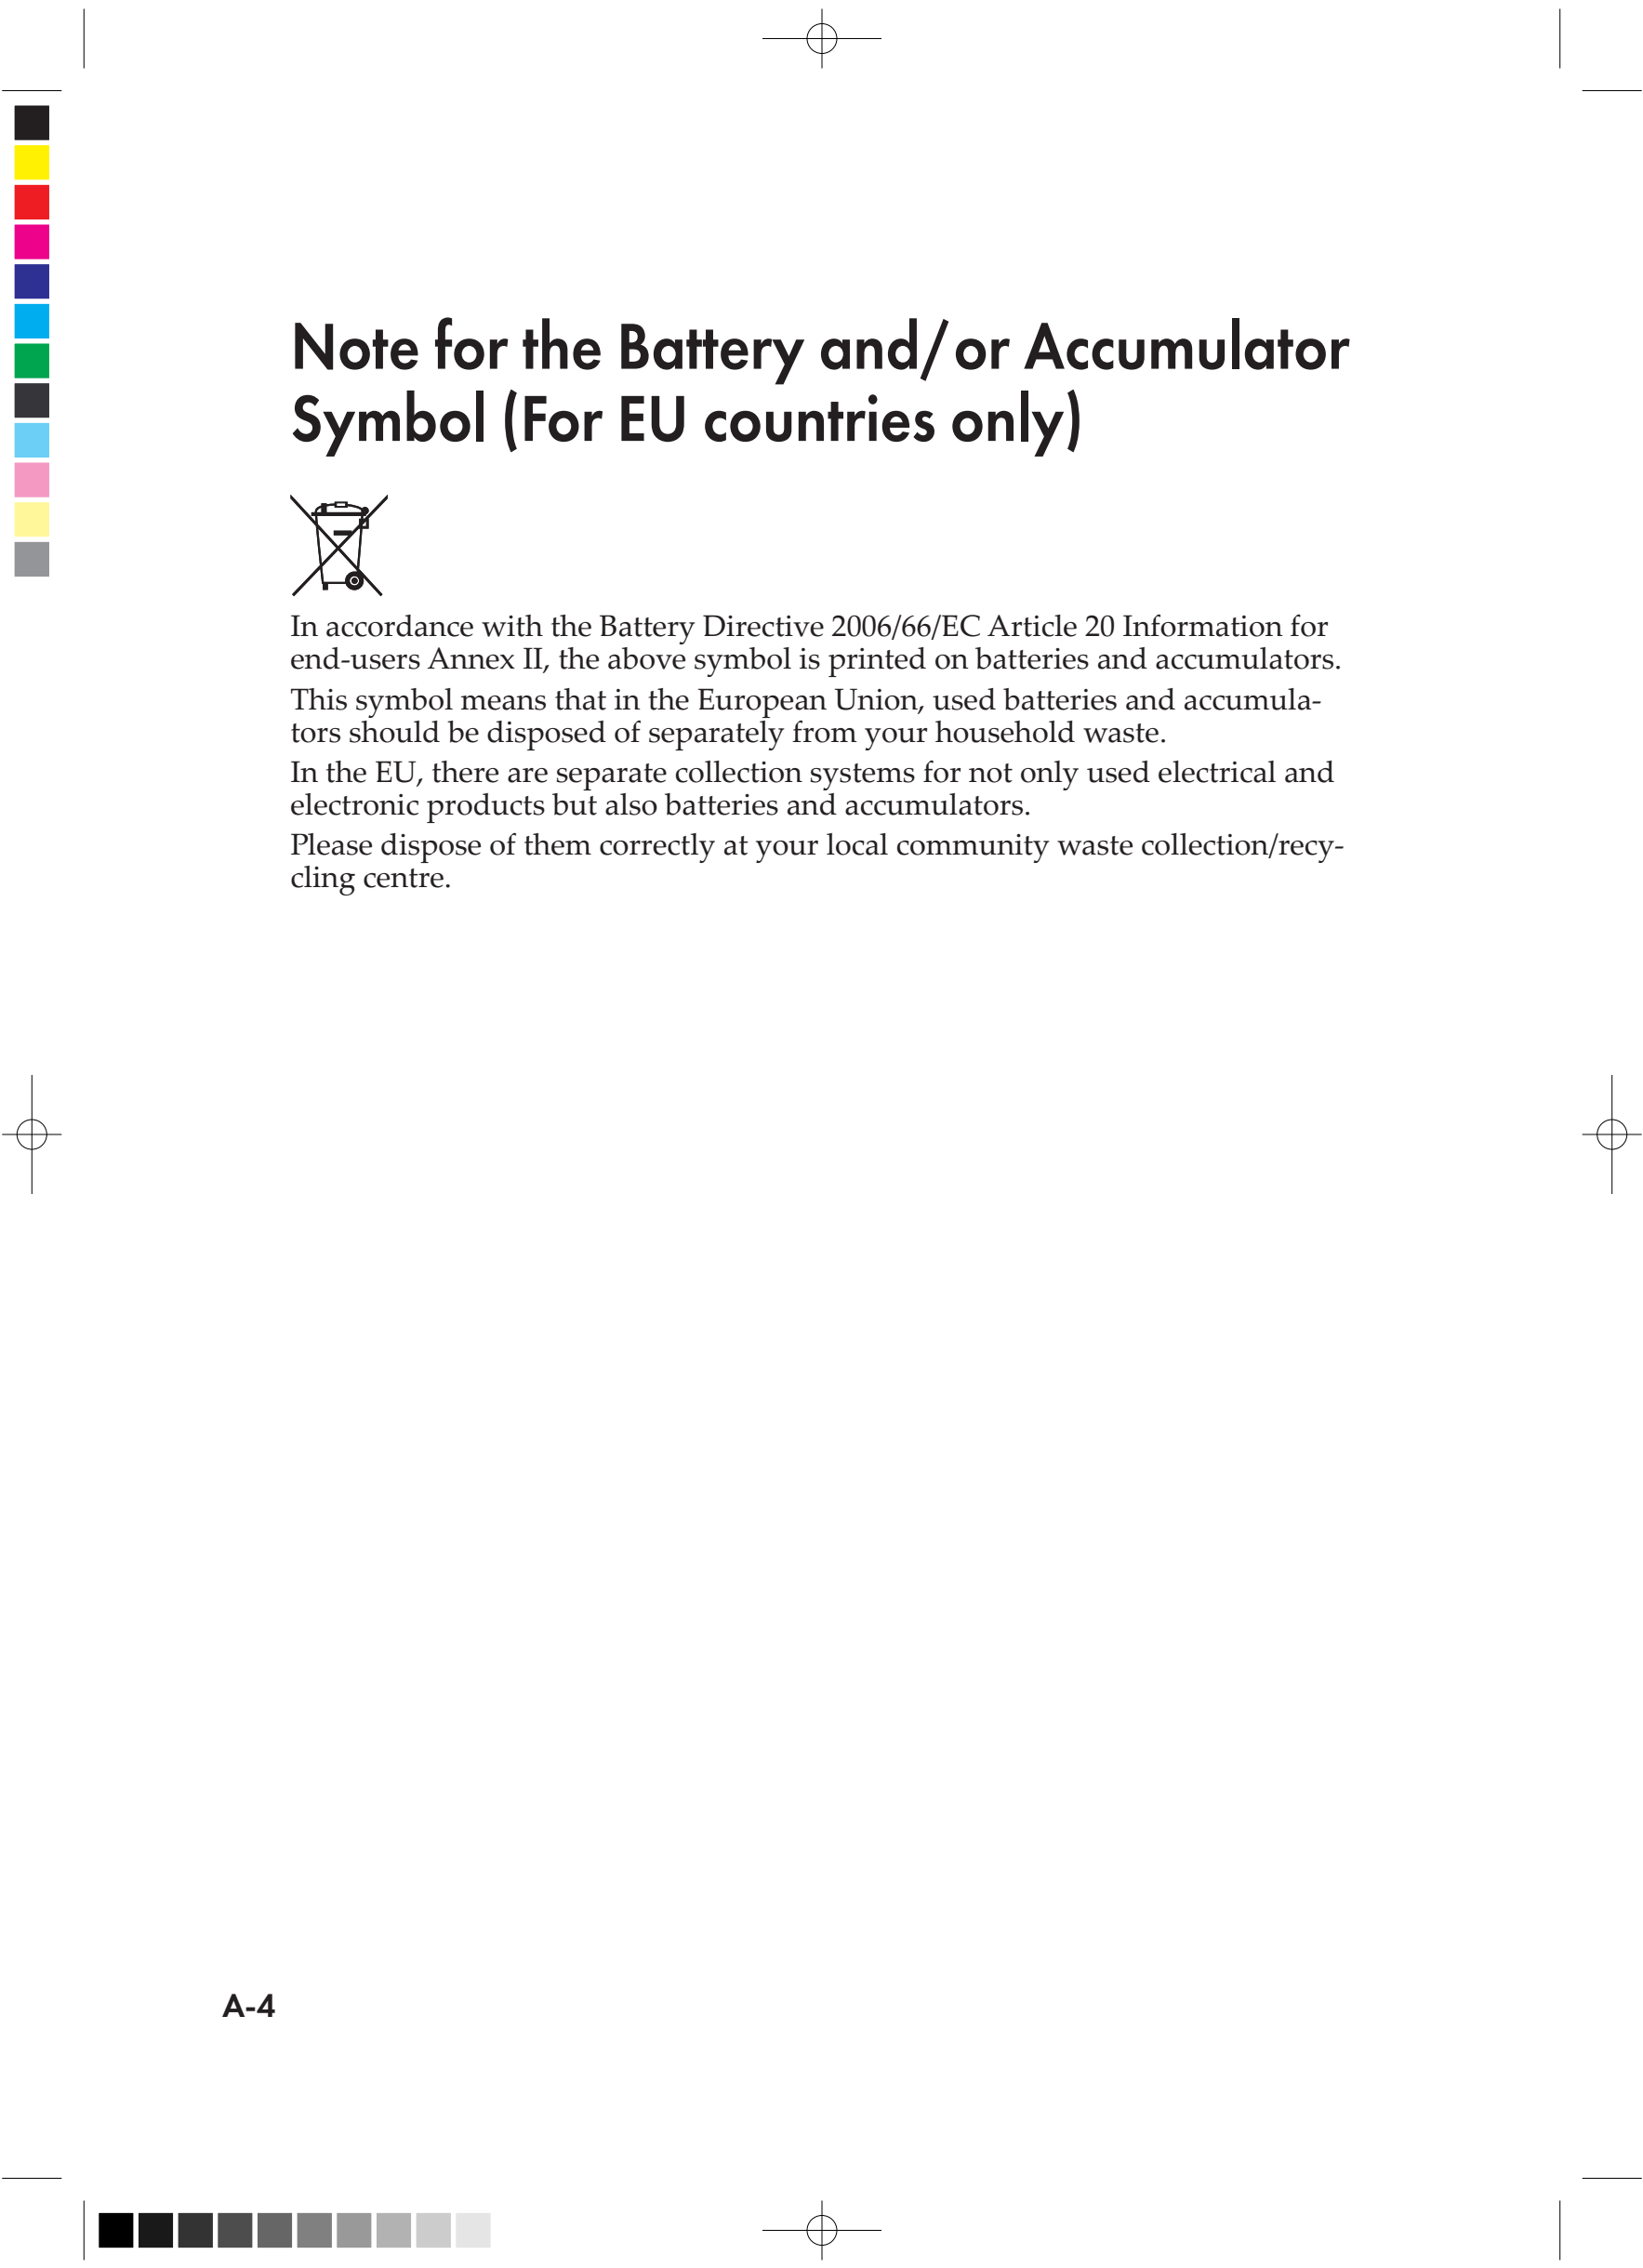 Note for the Battery and/or Accumulator
Symbol (For EU countries only)
In accordance with the Battery Directive 2006/66/EC Article 20 Information for
end-users Annex II, the above symbol is printed on batteries and accumulators.
This symbol means that in the European Union, used batteries and accumula-
tors should be disposed of separately from your household waste.
In the EU, there are separate collection systems for not only used electrical and
electronic products but also batteries and accumulators.
Please dispose of them correctly at your local community waste collection/recy-
cling centre.
A-4